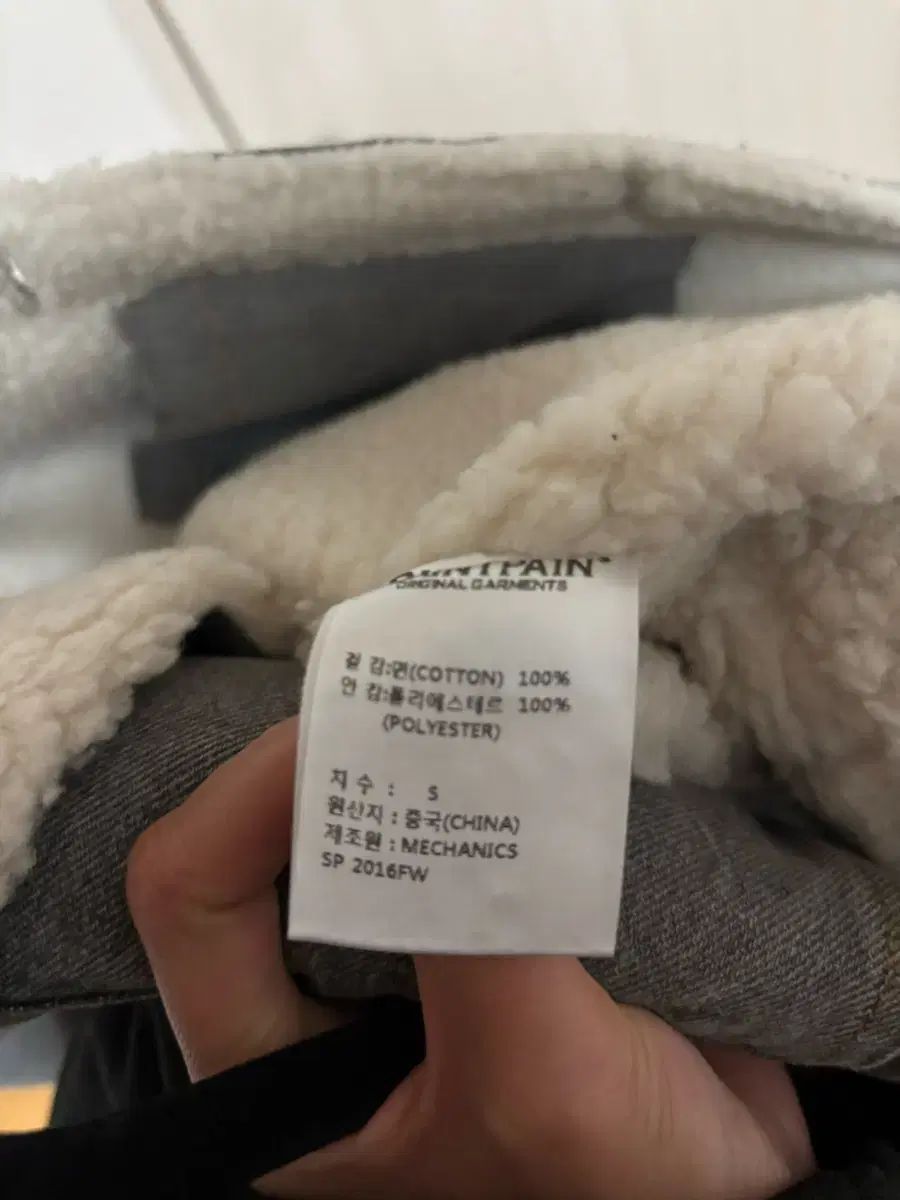 SAINTPAIN
ORIGINAL GARMENTS
겉 감:면(COTTON) 100%
안 감:폴리에스테르 100%
(POLYESTER)
치 수 : S
원산지 : 중국(CHINA)
제조원 : MECHANICS
SP 2016FW